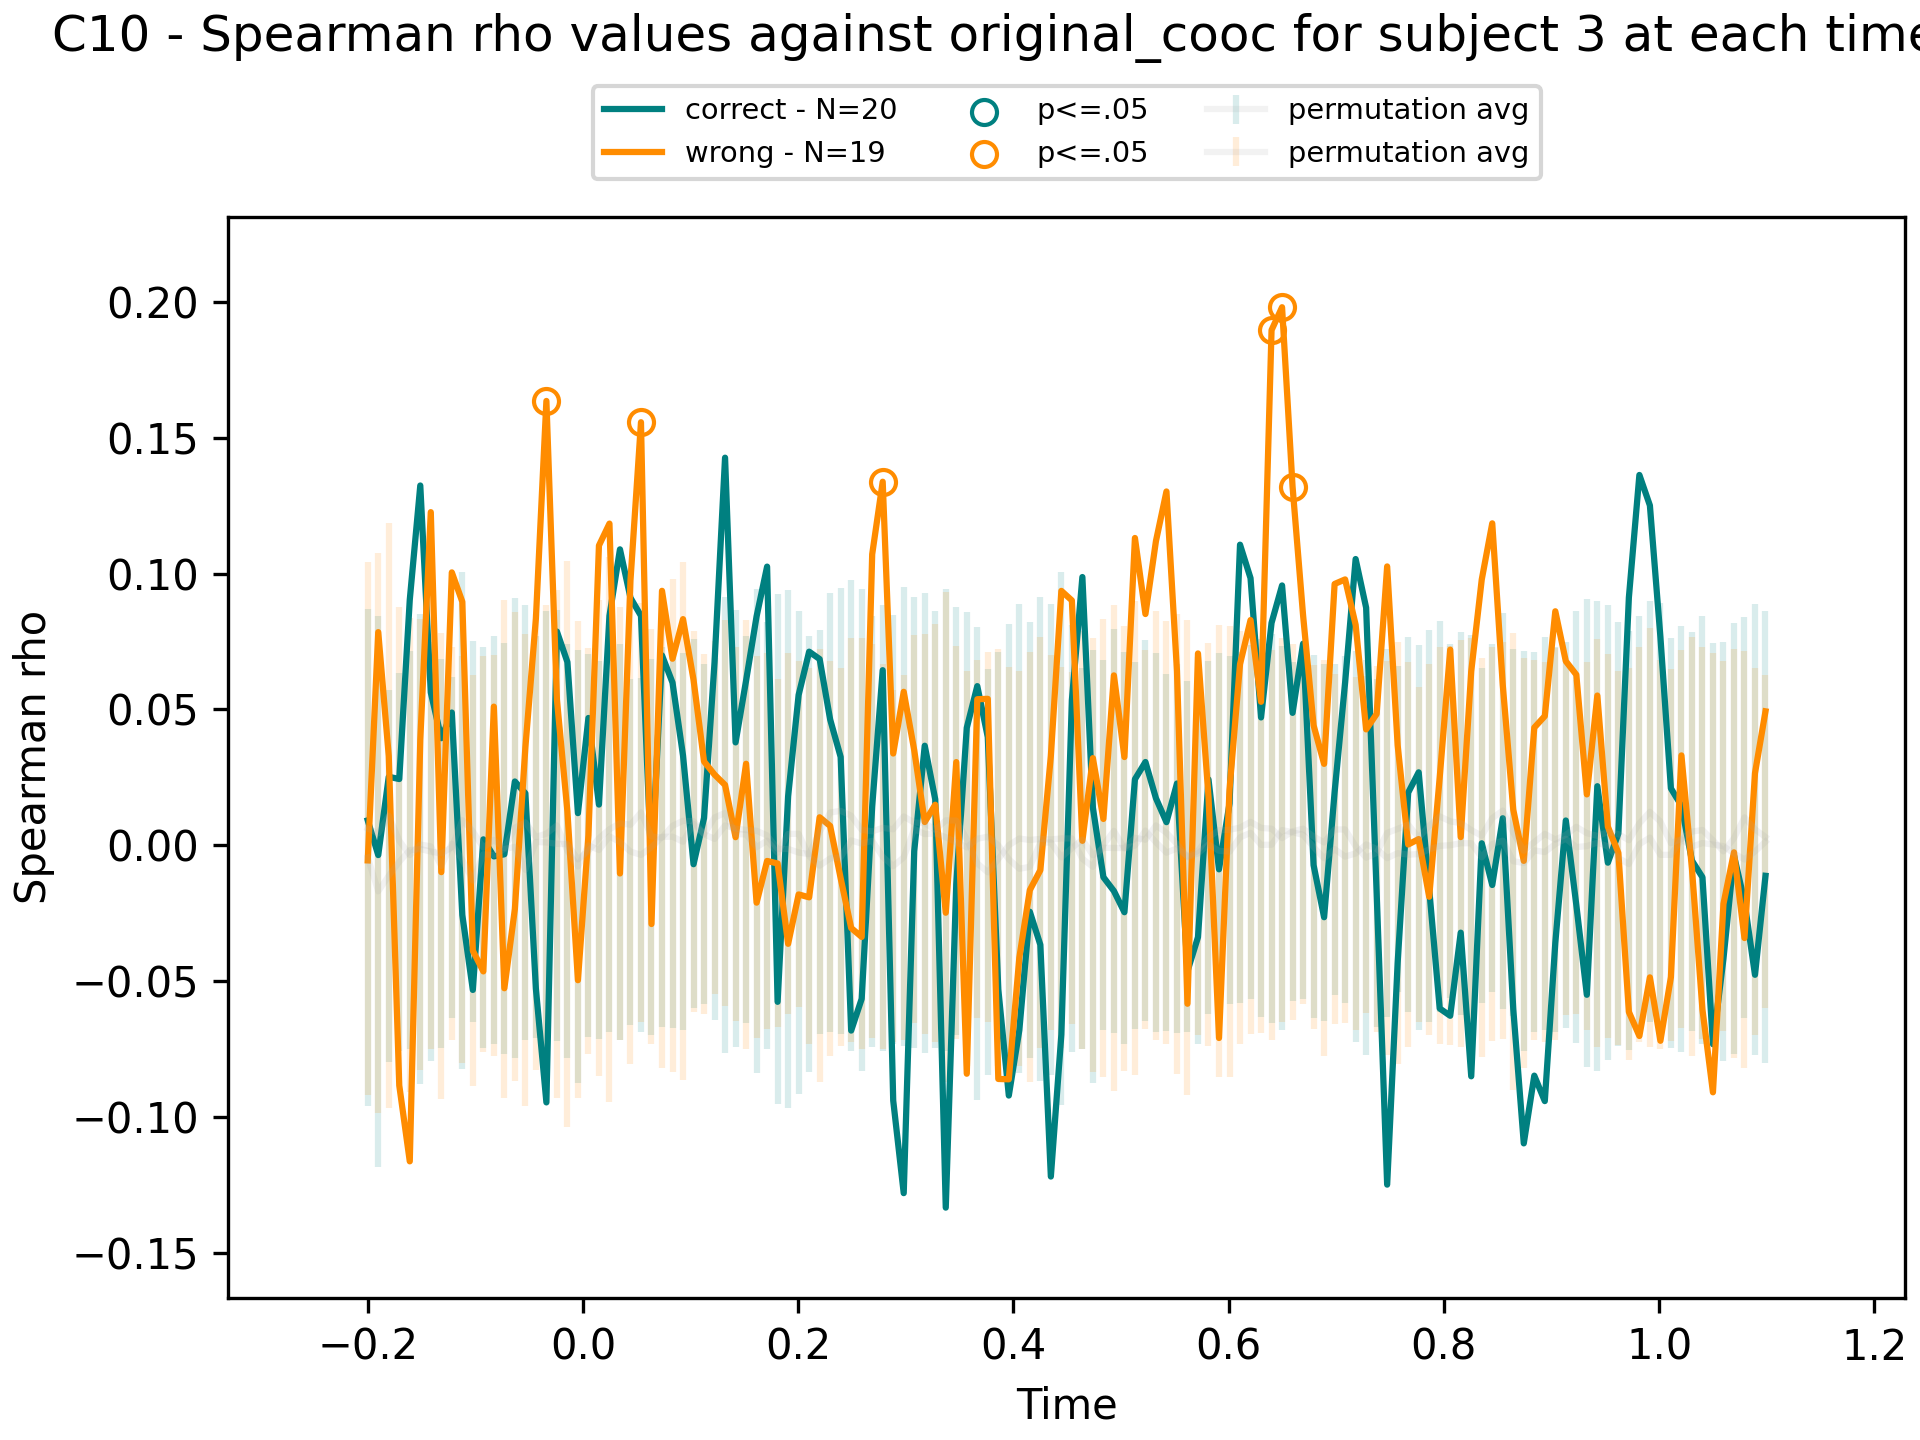 C10 - Spearman rho values against original_cooc for subject 3 at each time
correct - N=20
wrong - N=19
p<=.05
p<=.05
permutation avg
permutation avg
Spearman rho
0.20
0.15
0.10
0.05
0.00
−0.05
−0.10
−0.15
−0.2
0.0
0.2
0.4
0.6
0.8
1.0
1.2
Time